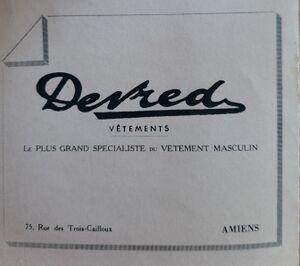 Devred
VÊTEMENTS
LE PLUS GRAND SPECIALISTE DU VETEMENT MASCULIN
75, Rue des Trois-Cailloux AMIENS